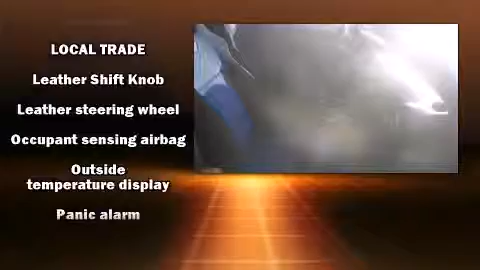 LOCAL TRADE
Leather Shift Knob
Leather steering wheel
Occupant sensing airbag
Outside
temperature display
Panic alarm